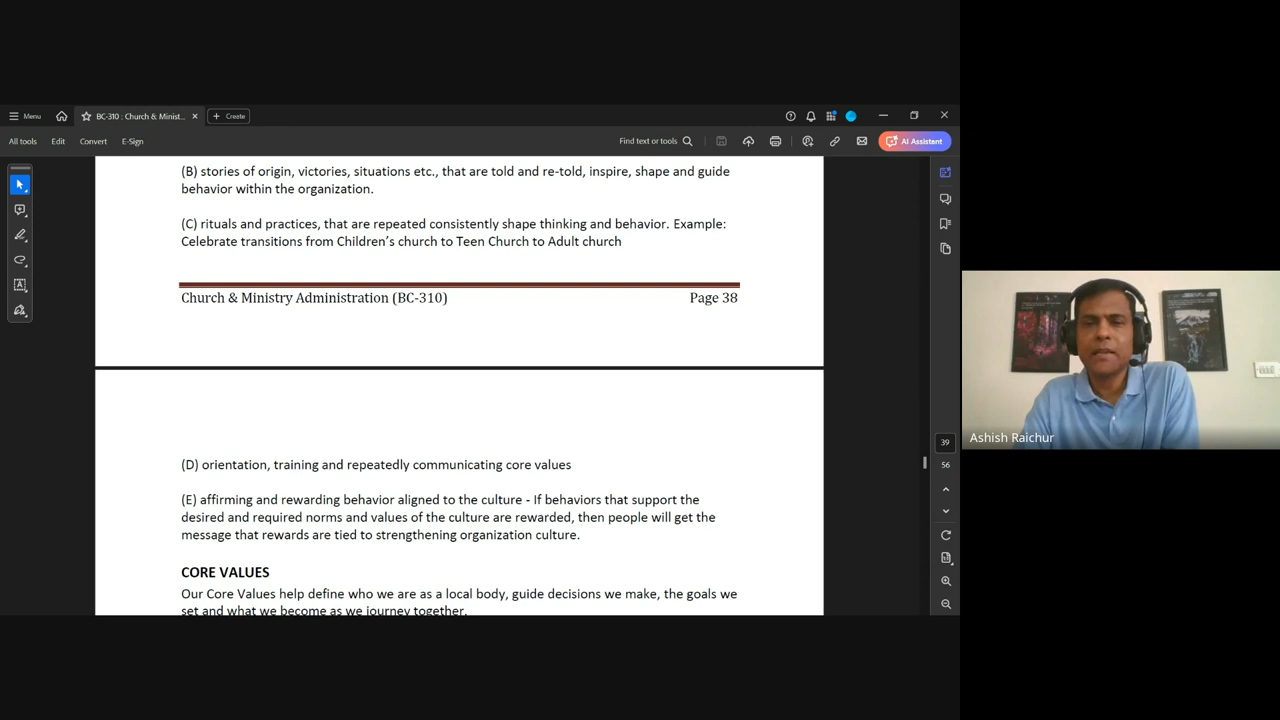 Menu
BC-310 : Church & Minist...
Create
All tools
Edit
Convert
E-Sign
Find text or tools
AI Assistant
(B) stories of origin, victories, situations etc., that are told and re-told, inspire, shape and guide
behavior within the organization.
(C) rituals and practices, that are repeated consistently shape thinking and behavior. Example:
Celebrate transitions from Children's church to Teen Church to Adult church
Church & Ministry Administration (BC-310) Page 38
(D) orientation, training and repeatedly communicating core values
(E) affirming and rewarding behavior aligned to the culture - If behaviors that support the
desired and required norms and values of the culture are rewarded, then people will get the
message that rewards are tied to strengthening organization culture.
CORE VALUES
Our Core Values help define who we are as a local body, guide decisions we make, the goals we
set and what we become as we journey together.
39
56
Ashish Raichur